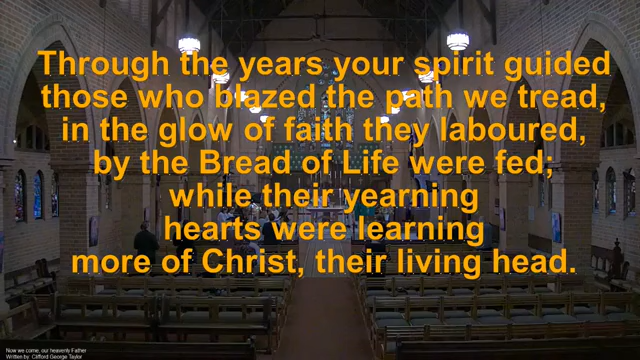 Through the years your spirit guided
those who blazed the path we tread,
in the glow of faith they laboured,
by the Bread of Life were fed;
while their yearning
hearts were learning
more of Christ, their living head.
Now we come, our heavenly Father
Written by: Clifford George Taylor